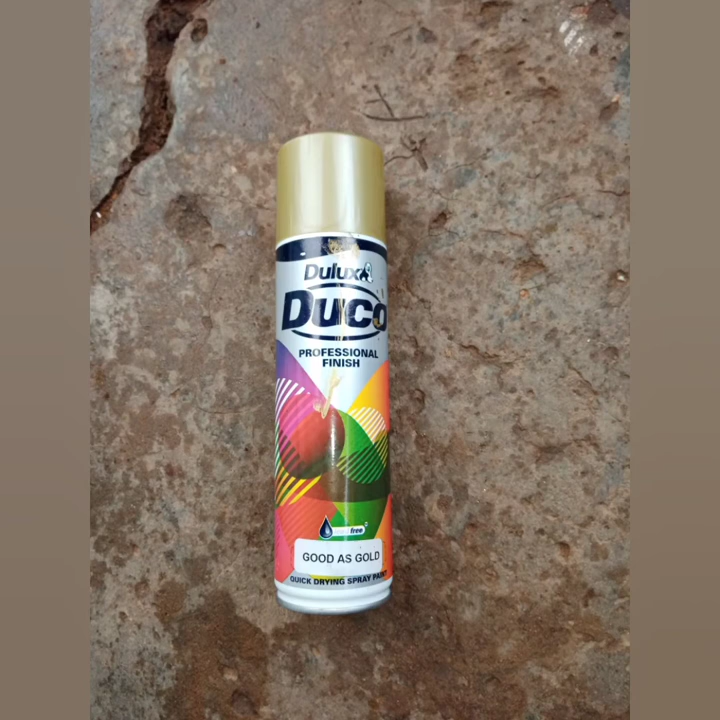 Dulux
Duco
PROFESSIONAL
FINISH
free
GOOD AS GOLD
QUICK DRYING SPRAY PAINT